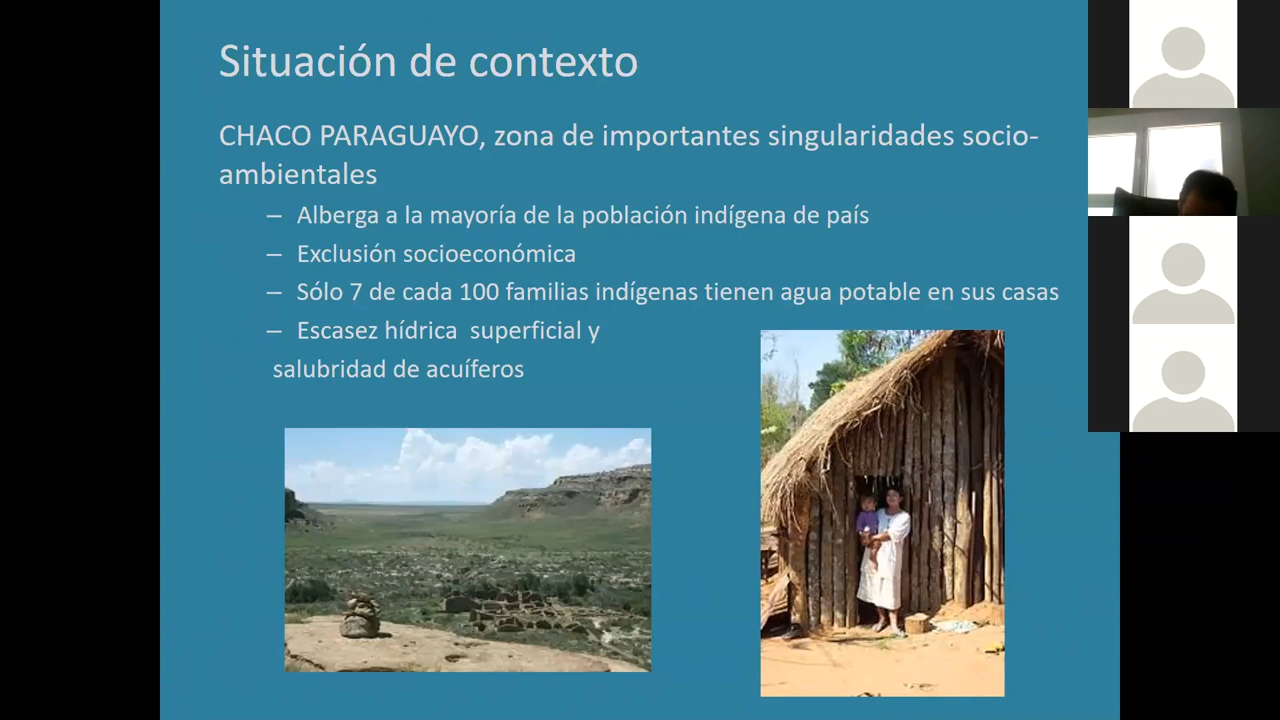 Situación de contexto
CHACO PARAGUAYO, zona de importantes singularidades socio-
ambientales
– Alberga a la mayoría de la población indígena de país
– Exclusión socioeconómica
– Sólo 7 de cada 100 familias indígenas tienen agua potable en sus casas
– Escasez hídrica  superficial y
salubridad de acuíferos